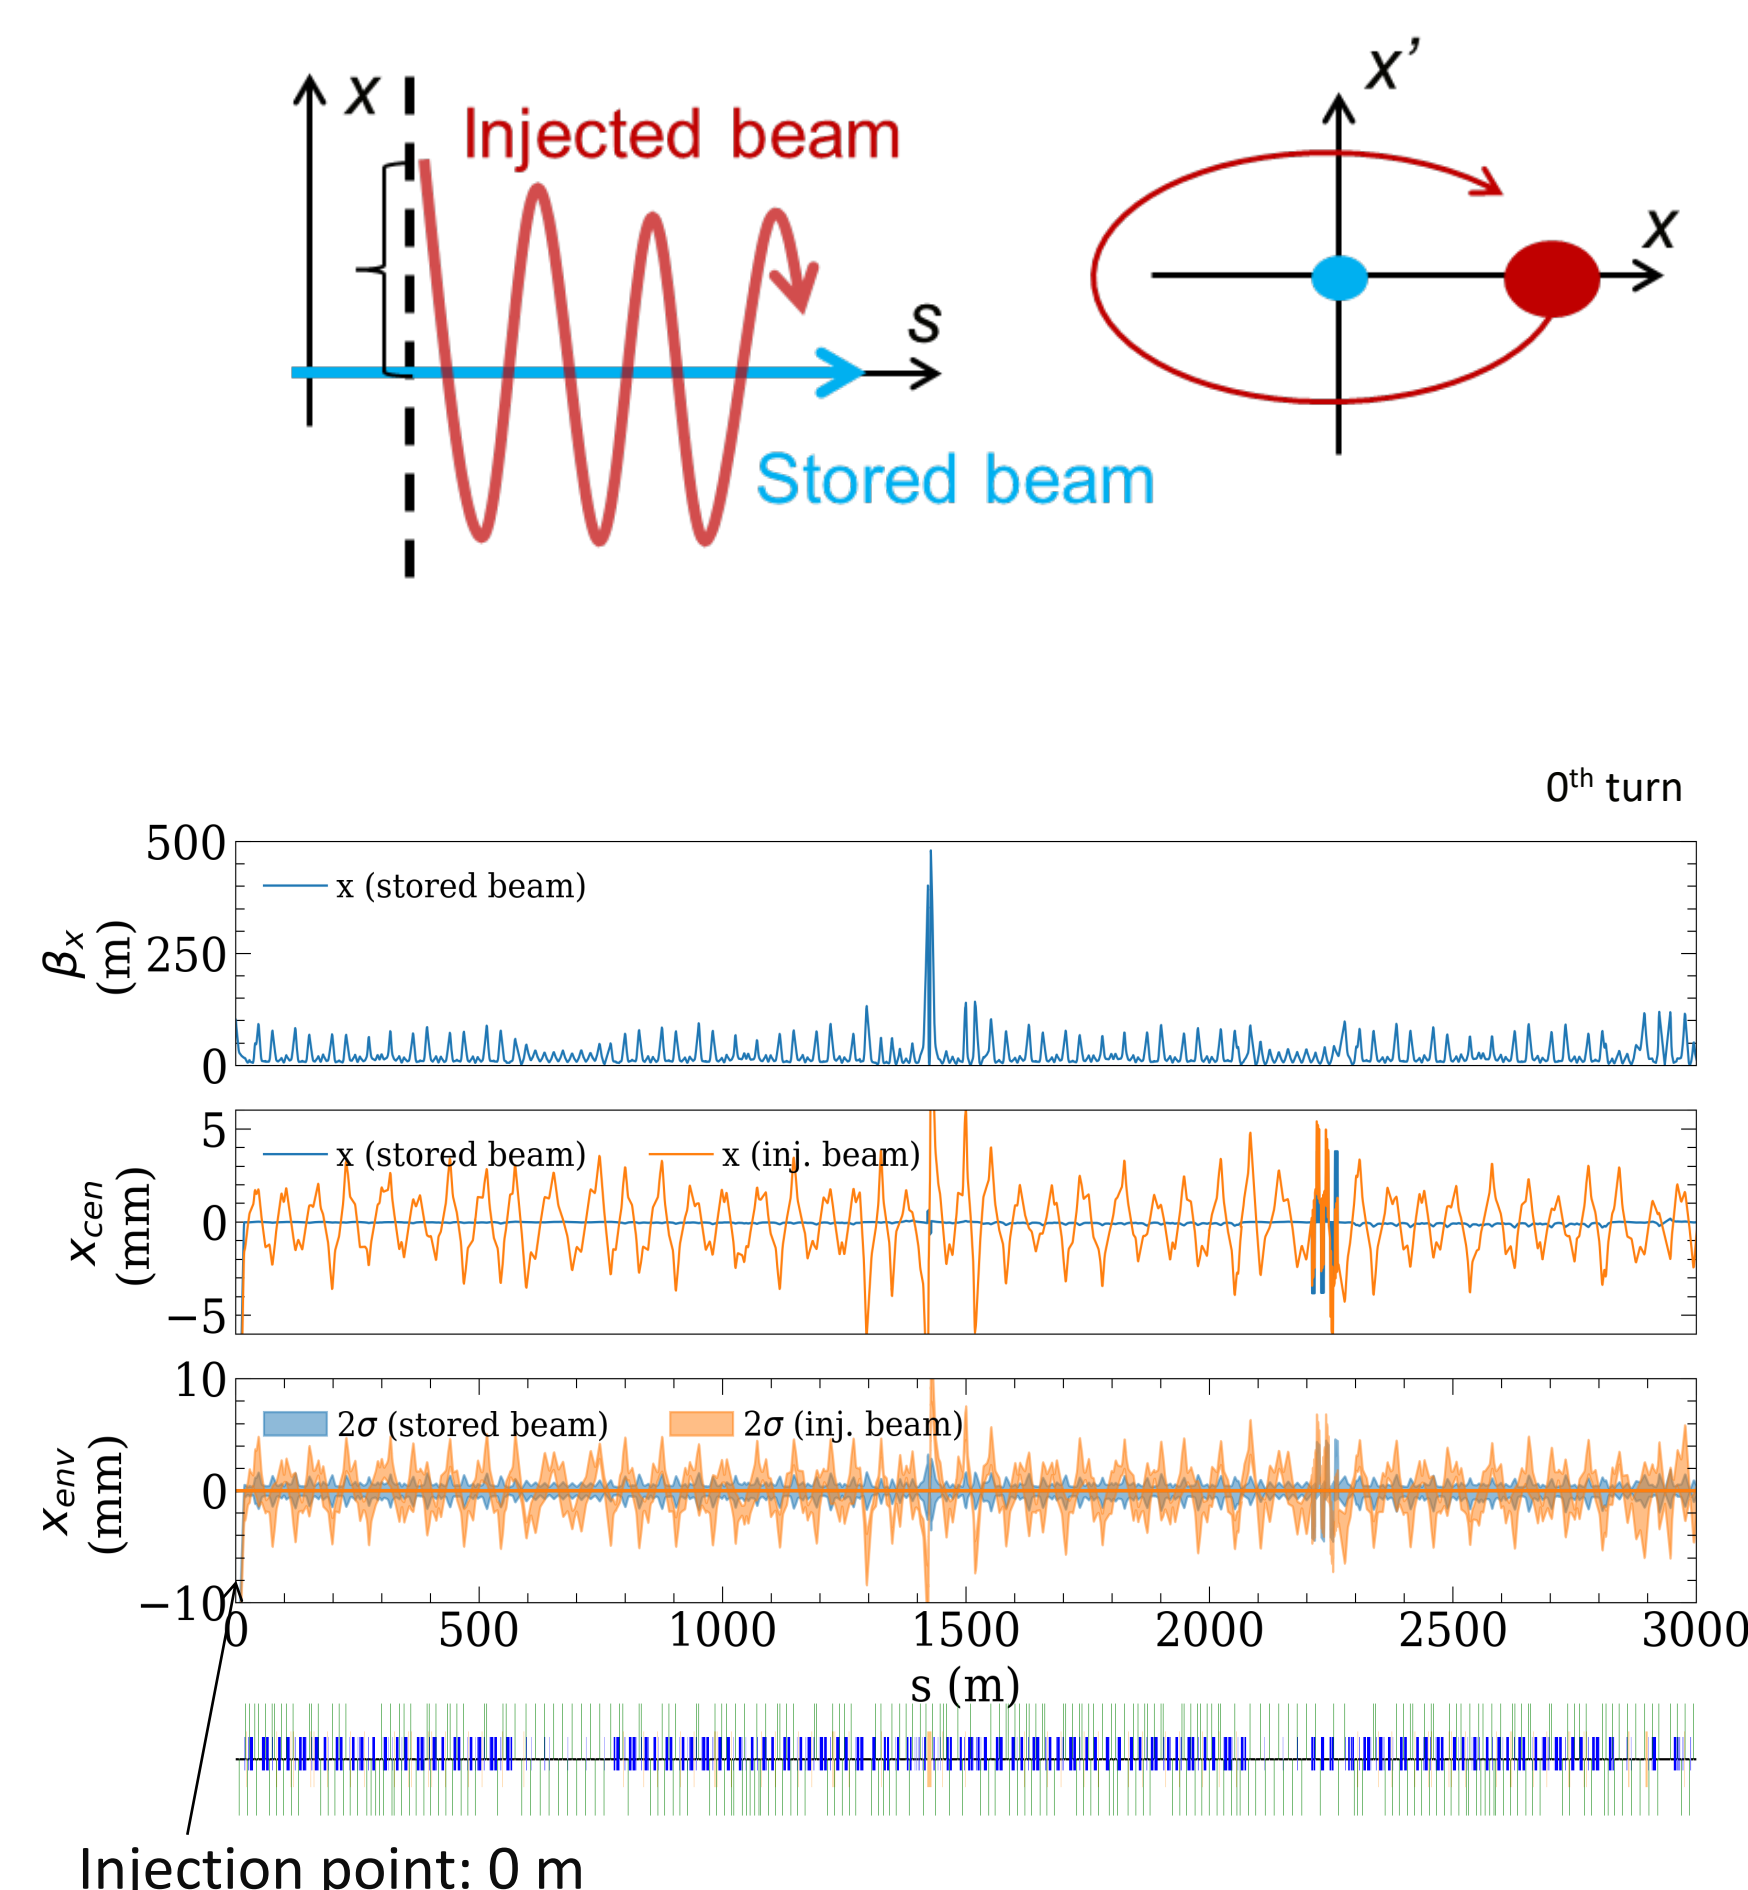 x
Injected beam
s
Stored beam
x’
x
0th turn
500
250
0
βx
(m)
x (stored beam)
5
0
−5
xcen
(mm)
x (stored beam)
x (inj. beam)
10
0
−10
xenv
(mm)
2σ (stored beam)
2σ (inj. beam)
0 500 1000 1500 2000 2500 3000
s (m)
Injection point: 0 m